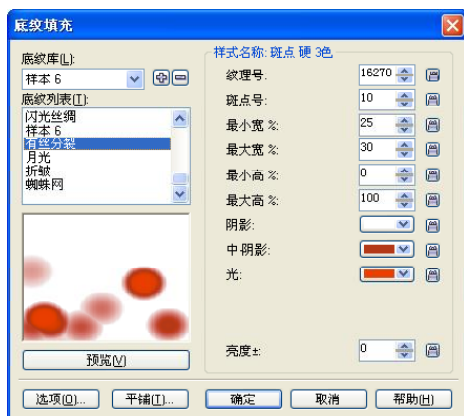 底纹填充
底纹库(L):
样本 6
底纹列表(T):
闪光丝绸
样本 6
有丝分裂
月光
折皱
蜘蛛网
预览(V)
样式名称: 斑点 硬 3色
纹理号: 16270
斑点号: 10
最小宽 %: 25
最大宽 %: 30
最小高 %: 0
最大高 %: 100
阴影:
中阴影:
光:
亮度±: 0
选项(O)... 平铺(T)... 确定 取消 帮助(H)